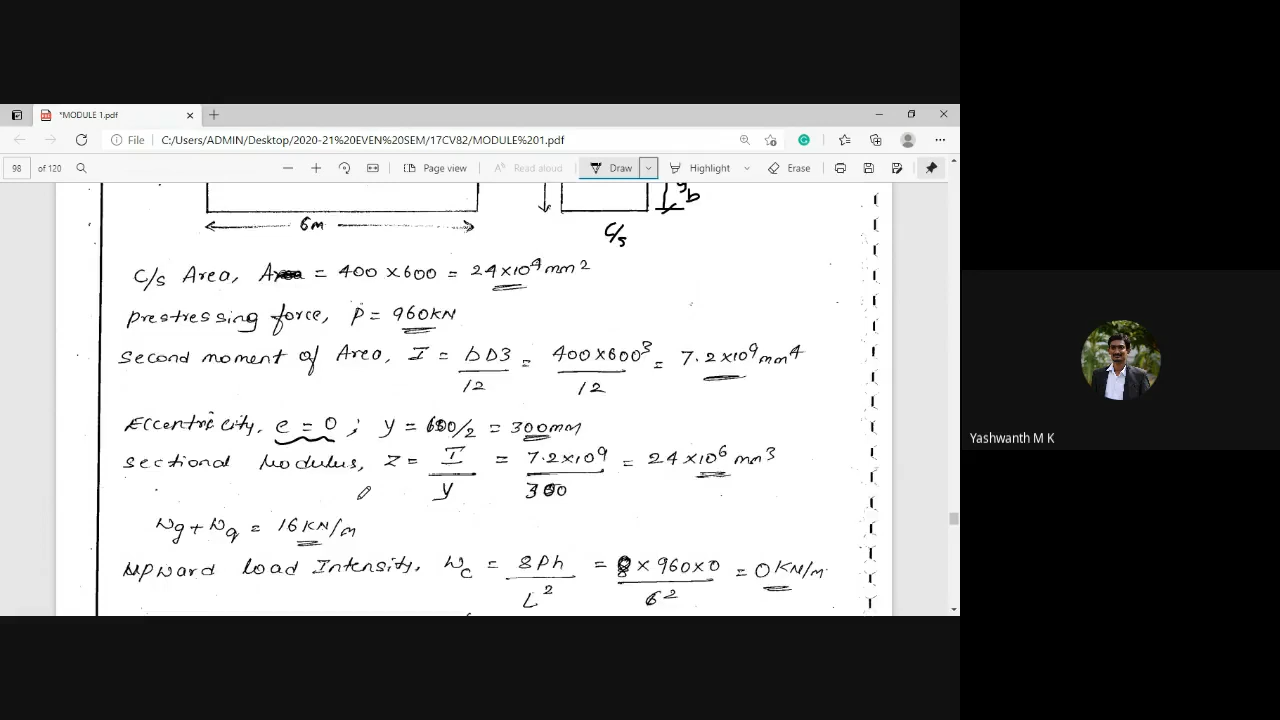 *MODULE 1.pdf
File C:/Users/ADMIN/Desktop/2020-21%20EVEN%20SEM/17CV82/MODULE%201.pdf
98 of 120 Page view Read aloud Draw Highlight Erase
6m
yb
C/s
C/s Area, A = 400 x 600 = 24x10⁴ mm²
Prestressing force, P = 960KN
Second moment of Area, I = bD3/12 = 400x600³/12 = 7.2x10⁹ mm⁴
Eccentricity, e = 0 ; y = 600/2 = 300mm
Sectional Modulus, Z = I/y = 7.2x10⁹/300 = 24x10⁶ mm³
Wg + Wq = 16KN/m
Upward Load Intensity, Wc = 8Ph/L² = 8 x 960 x 0/6² = 0 KN/m
Yashwanth M K